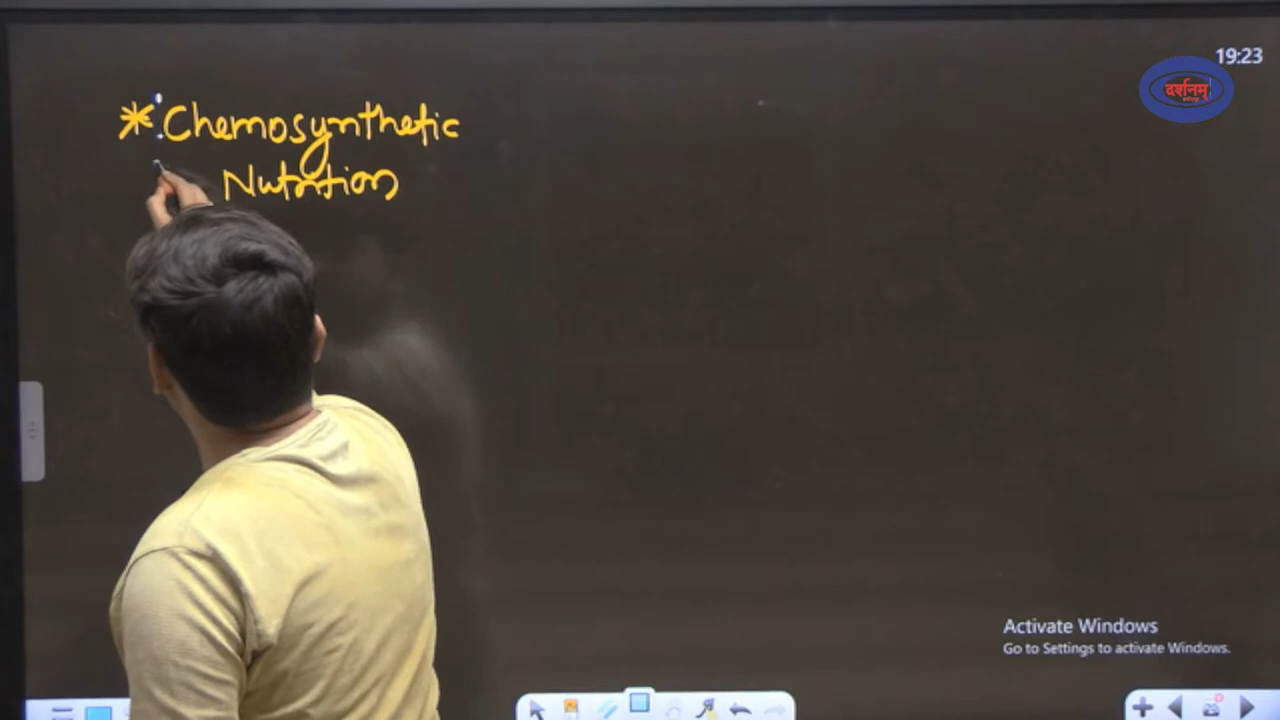 19:23
दर्शनम्
* Chemosynthetic
Nutrition
Activate Windows
Go to Settings to activate Windows.